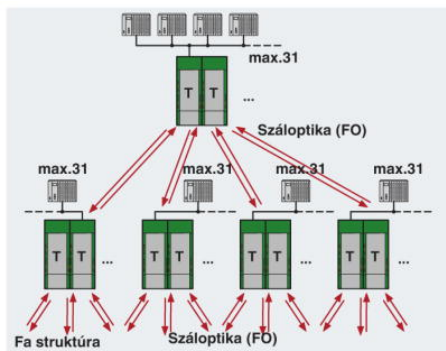 max.31
T T ...
Száloptika (FO)
max.31 max.31 max.31 max.31
T T ... T T ... T T ... T T ...
Fa struktúra Száloptika (FO)